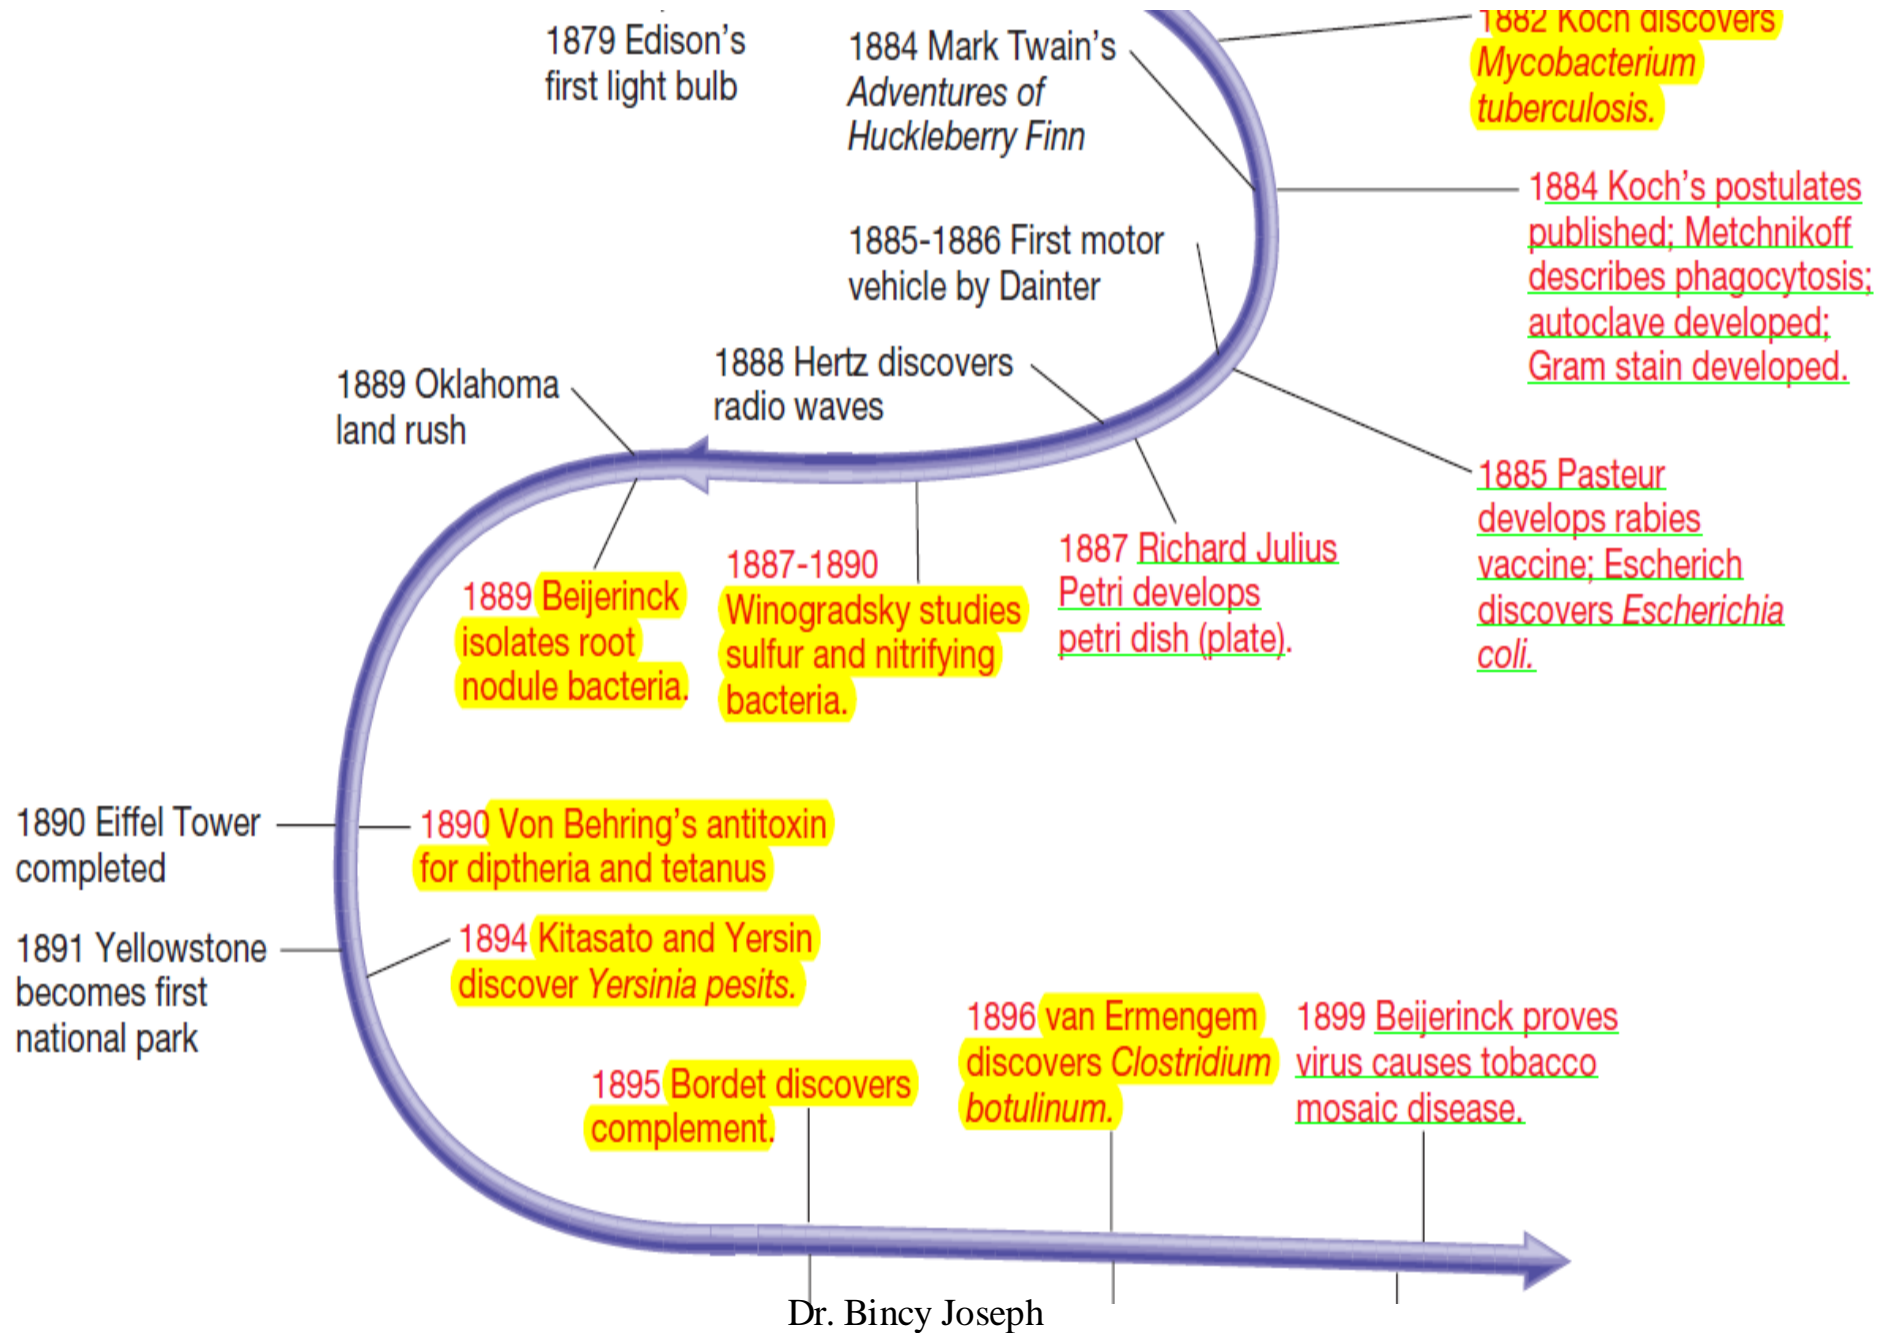 1879 Edison's
first light bulb
1884 Mark Twain's
Adventures of
Huckleberry Finn
1882 Koch discovers
Mycobacterium
tuberculosis.
1884 Koch's postulates
published; Metchnikoff
describes phagocytosis;
autoclave developed;
Gram stain developed.
1885-1886 First motor
vehicle by Dainter
1888 Hertz discovers
radio waves
1889 Oklahoma
land rush
1885 Pasteur
develops rabies
vaccine; Escherich
discovers Escherichia
coli.
1887 Richard Julius
Petri develops
petri dish (plate).
1887-1890
Winogradsky studies
sulfur and nitrifying
bacteria.
1889 Beijerinck
isolates root
nodule bacteria.
1890 Eiffel Tower
completed
1890 Von Behring's antitoxin
for diptheria and tetanus
1891 Yellowstone
becomes first
national park
1894 Kitasato and Yersin
discover Yersinia pesits.
1895 Bordet discovers
complement.
1896 van Ermengem
discovers Clostridium
botulinum.
1899 Beijerinck proves
virus causes tobacco
mosaic disease.
Dr. Bincy Joseph